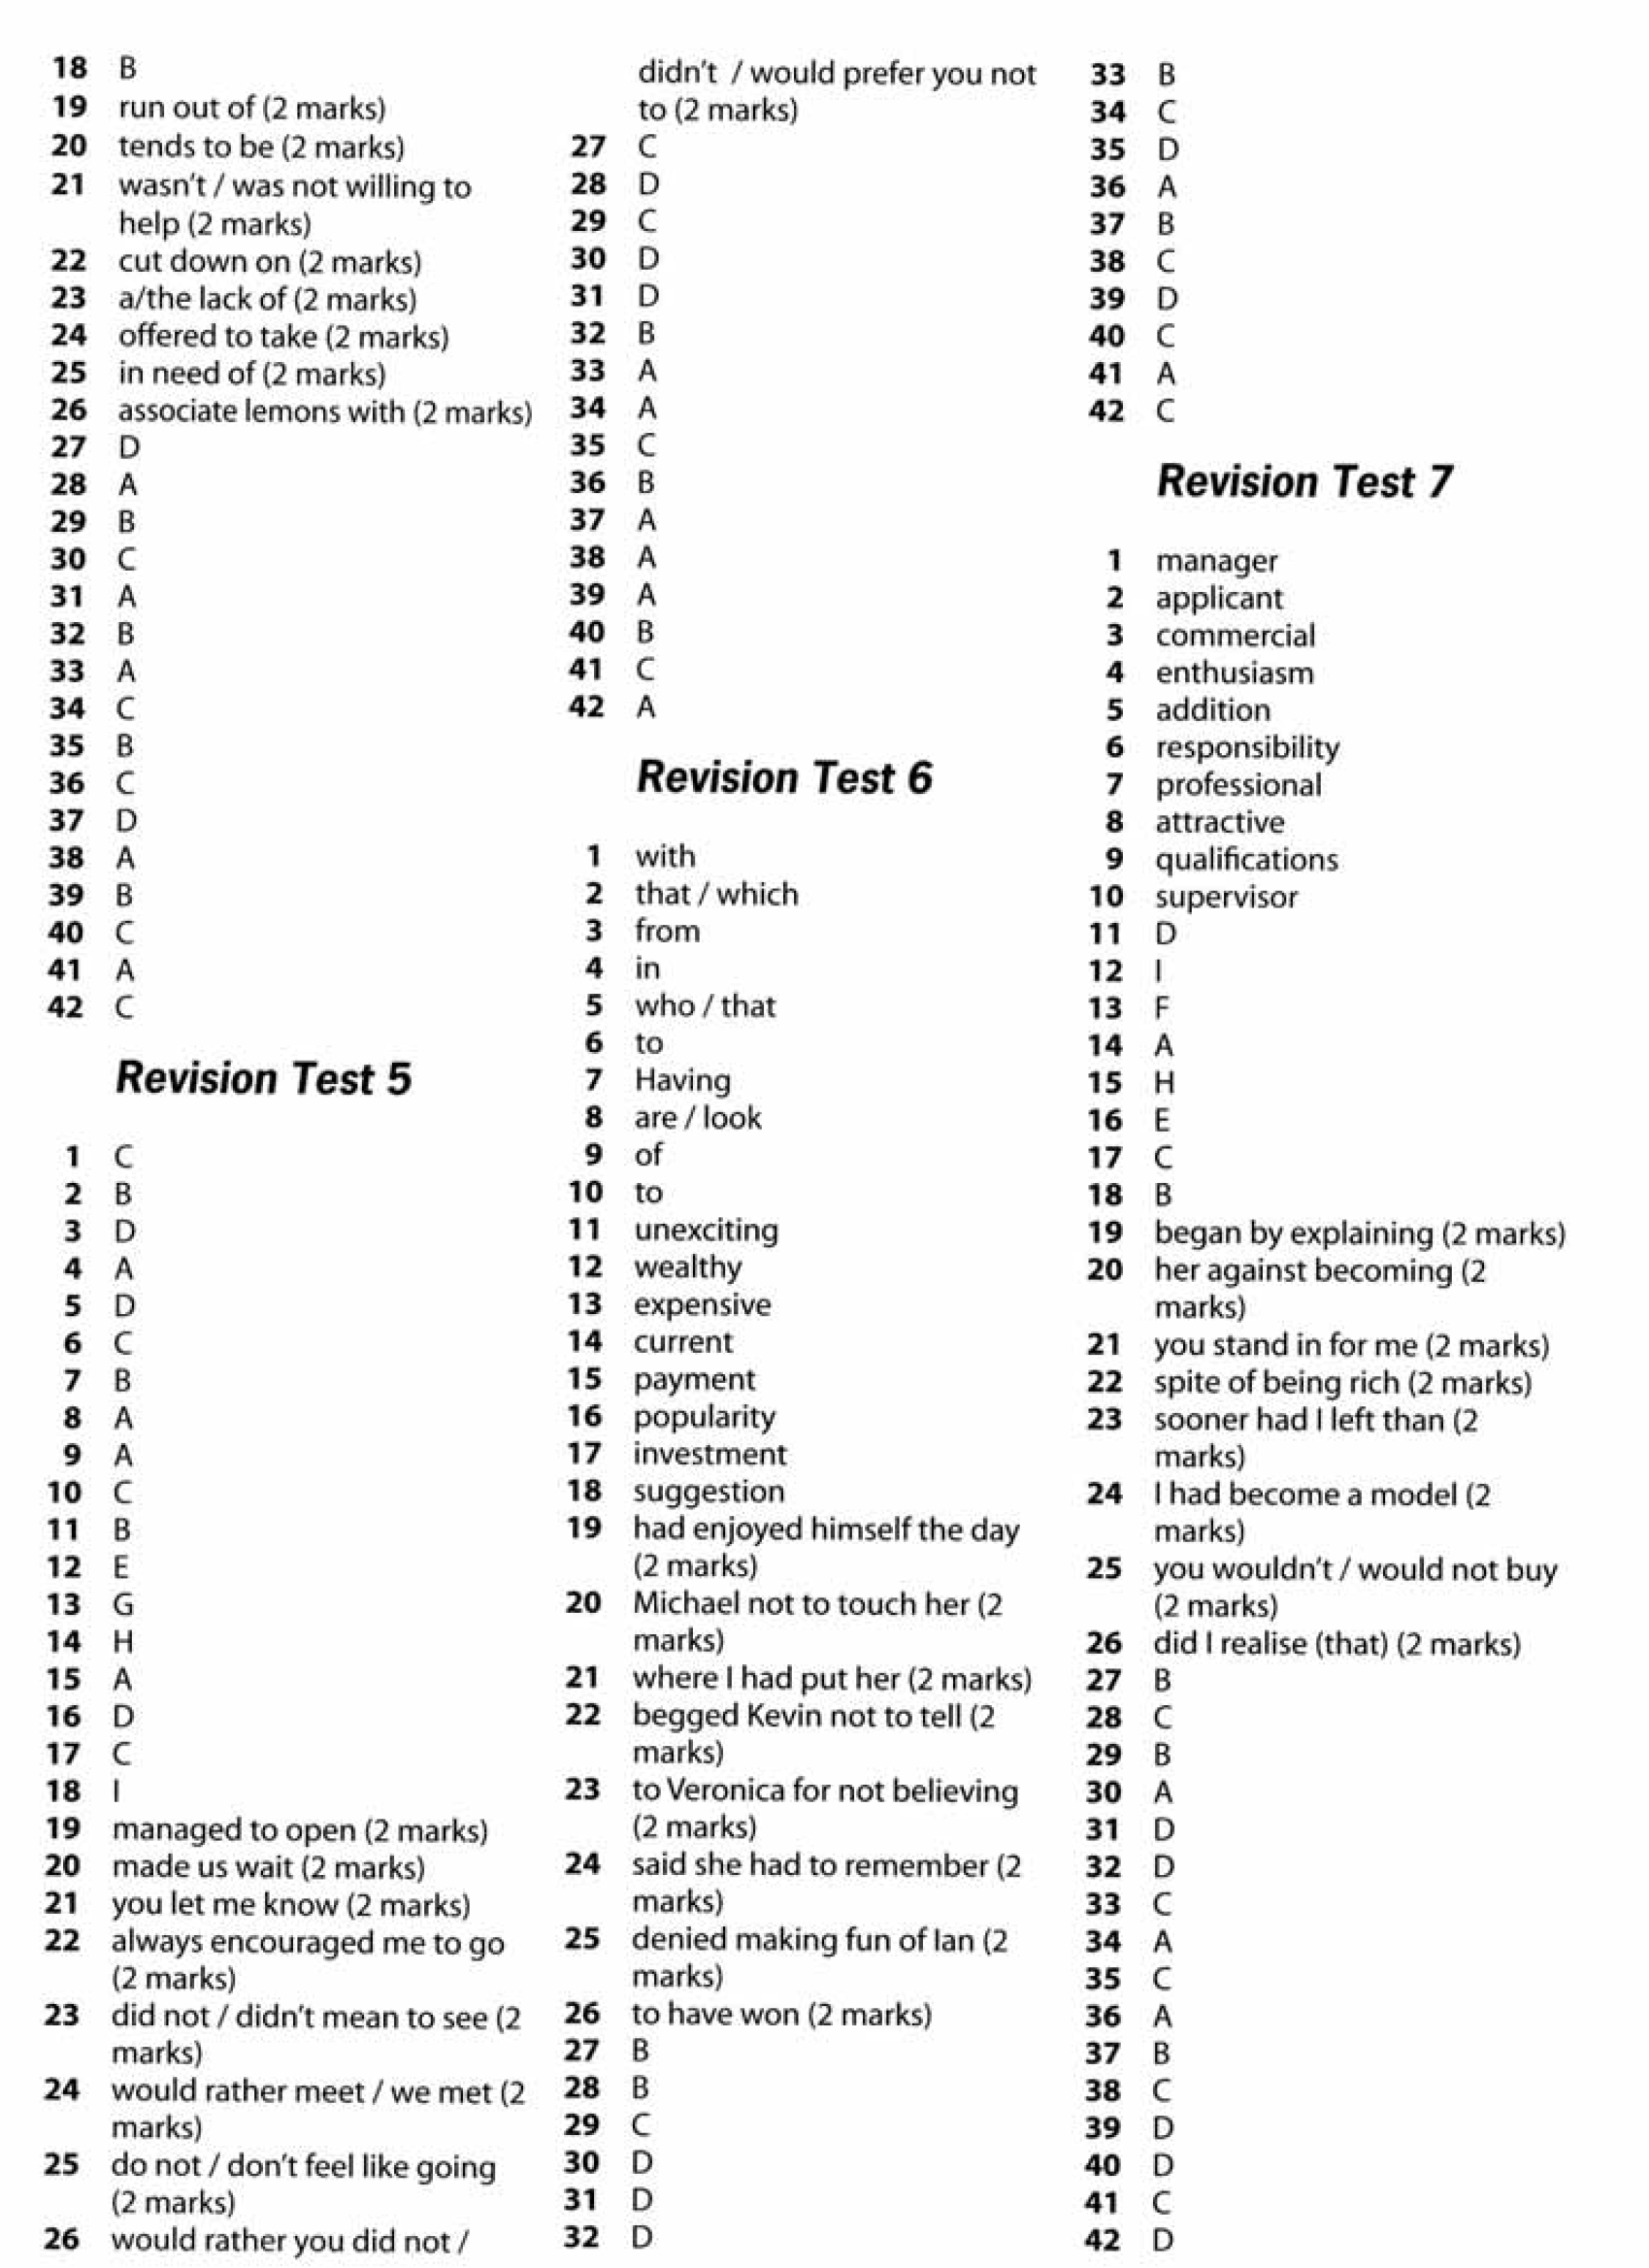 18 B
19 run out of (2 marks)
20 tends to be (2 marks)
21 wasn't / was not willing to
help (2 marks)
22 cut down on (2 marks)
23 a/the lack of (2 marks)
24 offered to take (2 marks)
25 in need of (2 marks)
26 associate lemons with (2 marks)
27 D
28 A
29 B
30 C
31 A
32 B
33 A
34 C
35 B
36 C
37 D
38 A
39 B
40 C
41 A
42 C
Revision Test 5
1 C
2 B
3 D
4 A
5 D
6 C
7 B
8 A
9 A
10 C
11 B
12 E
13 G
14 H
15 A
16 D
17 C
18 I
19 managed to open (2 marks)
20 made us wait (2 marks)
21 you let me know (2 marks)
22 always encouraged me to go
(2 marks)
23 did not / didn't mean to see (2
marks)
24 would rather meet / we met (2
marks)
25 do not / don't feel like going
(2 marks)
26 would rather you did not /
didn't / would prefer you not
to (2 marks)
27 C
28 D
29 C
30 D
31 D
32 B
33 A
34 A
35 C
36 B
37 A
38 A
39 A
40 B
41 C
42 A
Revision Test 6
1 with
2 that / which
3 from
4 in
5 who / that
6 to
7 Having
8 are / look
9 of
10 to
11 unexciting
12 wealthy
13 expensive
14 current
15 payment
16 popularity
17 investment
18 suggestion
19 had enjoyed himself the day
(2 marks)
20 Michael not to touch her (2
marks)
21 where I had put her (2 marks)
22 begged Kevin not to tell (2
marks)
23 to Veronica for not believing
(2 marks)
24 said she had to remember (2
marks)
25 denied making fun of Ian (2
marks)
26 to have won (2 marks)
27 B
28 B
29 C
30 D
31 D
32 D
33 B
34 C
35 D
36 A
37 B
38 C
39 D
40 C
41 A
42 C
Revision Test 7
1 manager
2 applicant
3 commercial
4 enthusiasm
5 addition
6 responsibility
7 professional
8 attractive
9 qualifications
10 supervisor
11 D
12 I
13 F
14 A
15 H
16 E
17 C
18 B
19 began by explaining (2 marks)
20 her against becoming (2
marks)
21 you stand in for me (2 marks)
22 spite of being rich (2 marks)
23 sooner had I left than (2
marks)
24 I had become a model (2
marks)
25 you wouldn't / would not buy
(2 marks)
26 did I realise (that) (2 marks)
27 B
28 C
29 B
30 A
31 D
32 D
33 C
34 A
35 C
36 A
37 B
38 C
39 D
40 D
41 C
42 D